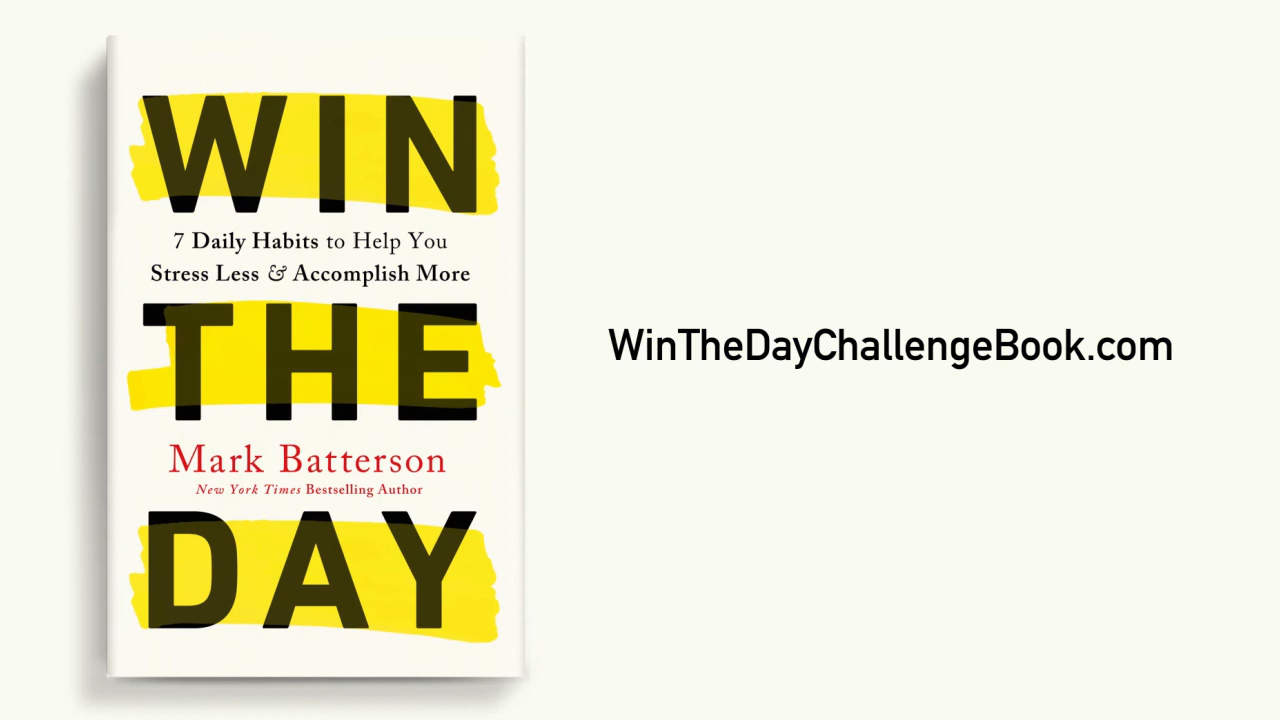 WIN
7 Daily Habits to Help You
Stress Less & Accomplish More
THE
Mark Batterson
New York Times Bestselling Author
DAY
WinTheDayChallengeBook.com